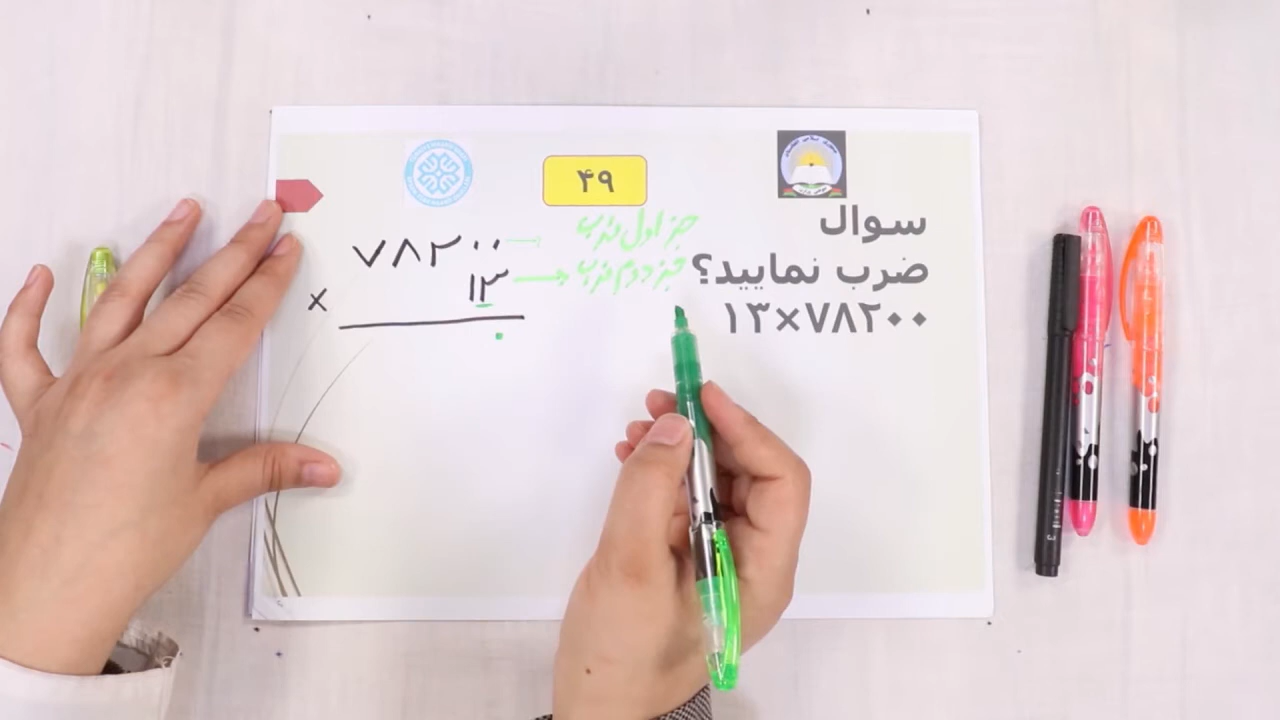 ۴۹
سوال
ضرب نمایید؟
۱۳×۷۸۲۰۰
۷۸۲۰۰
جز اول ضرب
۱۳
جز دوم ضرب
×